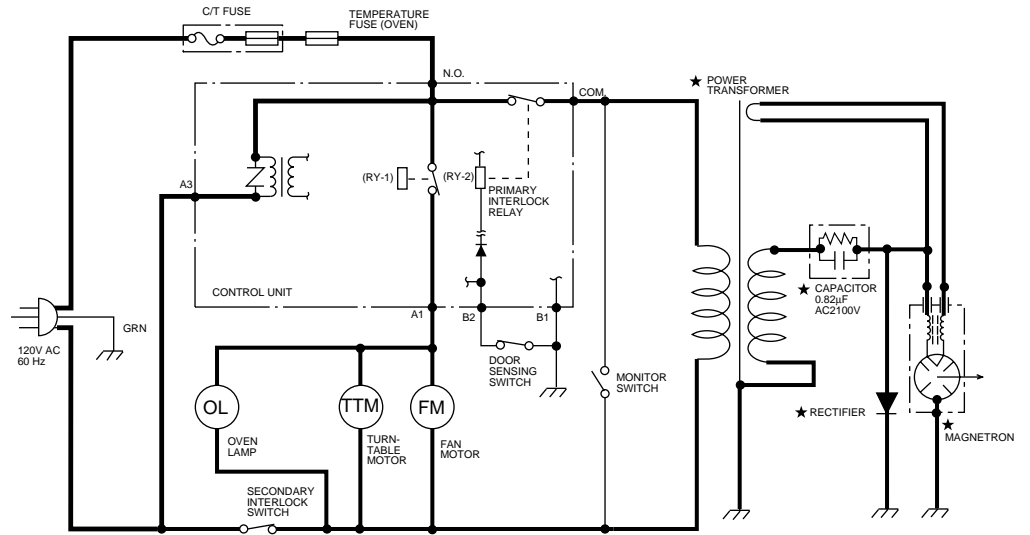 C/T FUSE
TEMPERATURE
FUSE (OVEN)
N.O.
COM.
★ POWER
TRANSFORMER
A3
(RY-1)
(RY-2)
PRIMARY
INTERLOCK
RELAY
CONTROL UNIT
A1
B2
B1
GRN
120V AC
60 Hz
DOOR
SENSING
SWITCH
MONITOR
SWITCH
★ CAPACITOR
0.82µF
AC2100V
OL
TTM
FM
OVEN
LAMP
TURN-
TABLE
MOTOR
FAN
MOTOR
★ RECTIFIER
★
MAGNETRON
SECONDARY
INTERLOCK
SWITCH